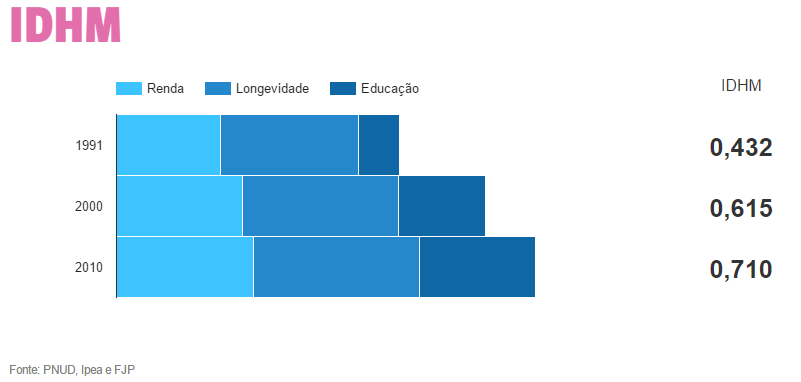 IDHM
Renda Longevidade Educação IDHM
1991 0,432
2000 0,615
2010 0,710
Fonte: PNUD, Ipea e FJP